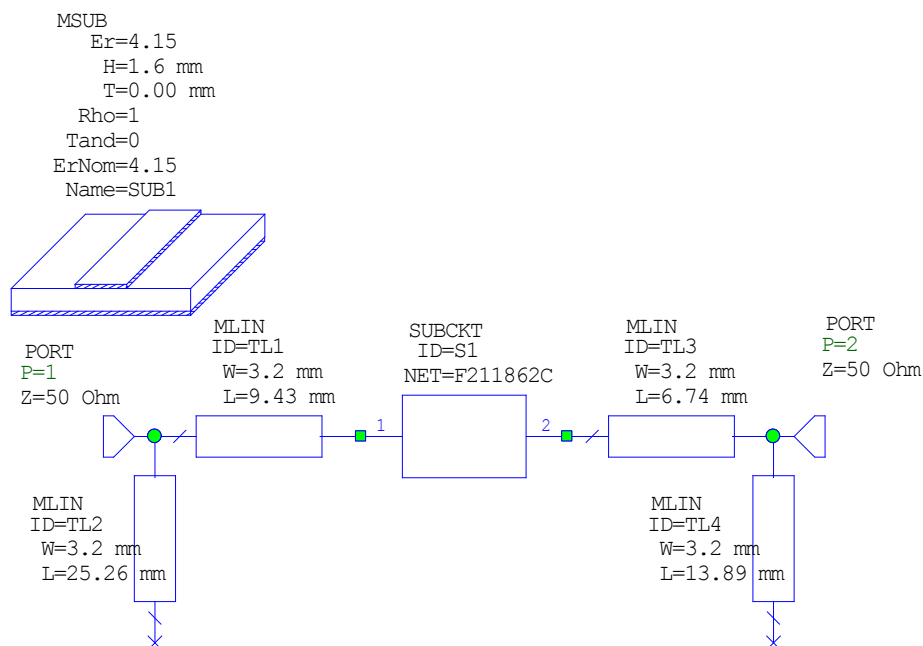 MSUB
Er=4.15
H=1.6 mm
T=0.00 mm
Rho=1
Tand=0
ErNom=4.15
Name=SUB1
PORT
P=1
Z=50 Ohm
MLIN
ID=TL1
W=3.2 mm
L=9.43 mm
SUBCKT
ID=S1
NET=F211862C
1
2
MLIN
ID=TL3
W=3.2 mm
L=6.74 mm
PORT
P=2
Z=50 Ohm
MLIN
ID=TL2
W=3.2 mm
L=25.26 mm
MLIN
ID=TL4
W=3.2 mm
L=13.89 mm